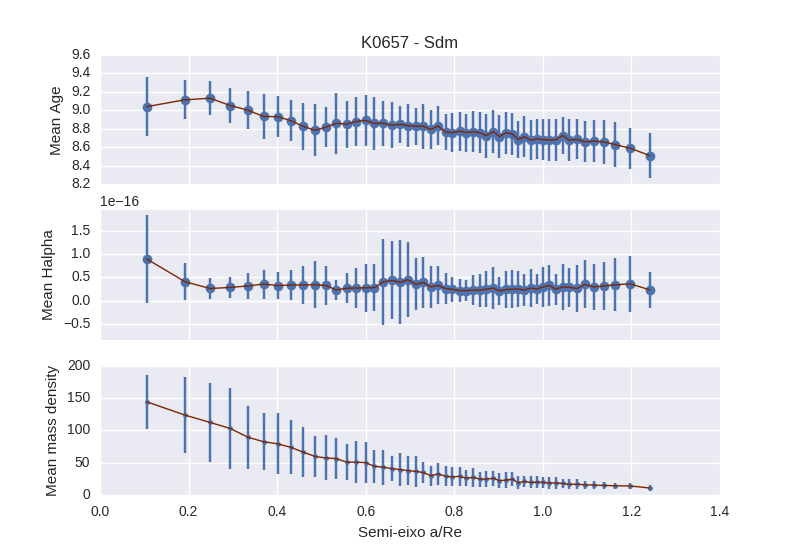 K0657 - Sdm
9.6
9.4
9.2
9.0
8.8
8.6
8.4
8.2
Mean Age
1e−16
1.5
1.0
0.5
0.0
−0.5
Mean Halpha
200
150
100
50
0
Mean mass density
0.0 0.2 0.4 0.6 0.8 1.0 1.2 1.4
Semi-eixo a/Re